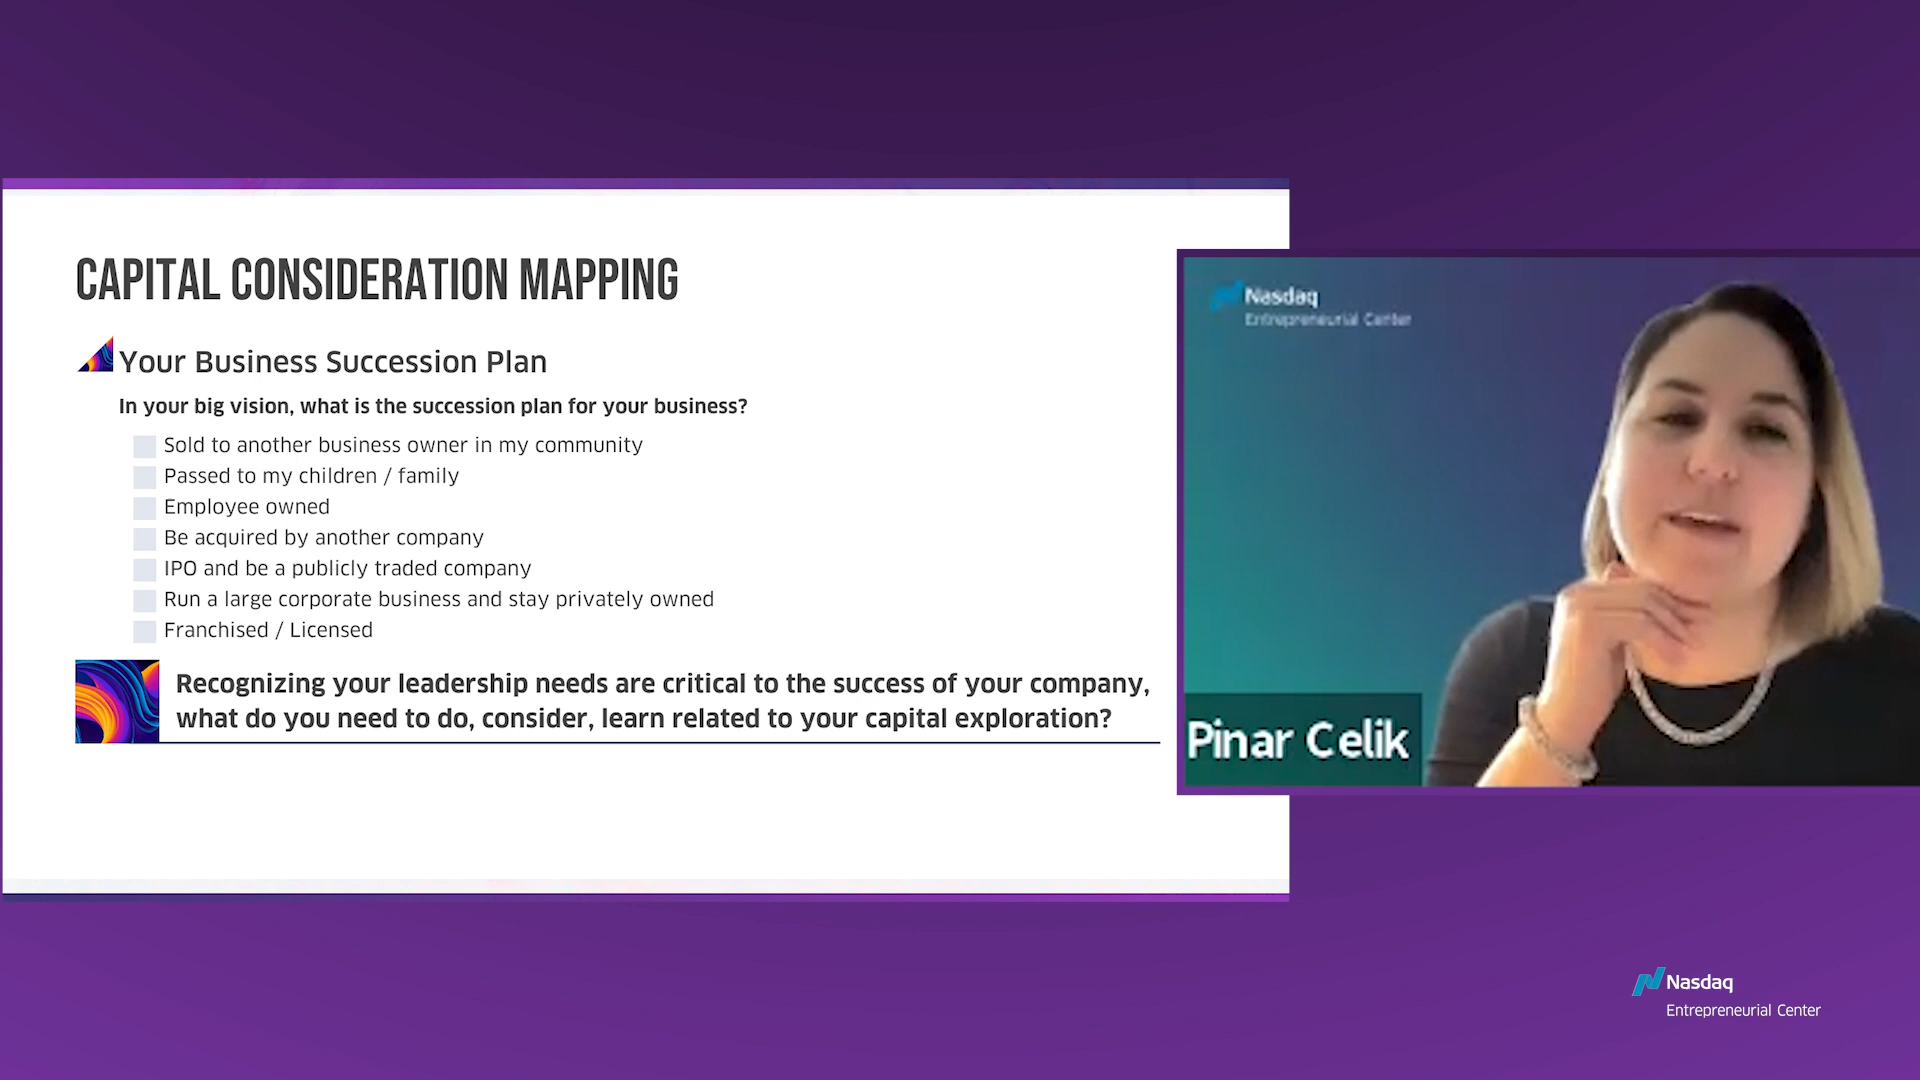 CAPITAL CONSIDERATION MAPPING
Your Business Succession Plan
In your big vision, what is the succession plan for your business?
Sold to another business owner in my community
Passed to my children / family
Employee owned
Be acquired by another company
IPO and be a publicly traded company
Run a large corporate business and stay privately owned
Franchised / Licensed
Recognizing your leadership needs are critical to the success of your company,
what do you need to do, consider, learn related to your capital exploration?
Nasdaq
Entrepreneurial Center
Pinar Celik
Nasdaq
Entrepreneurial Center